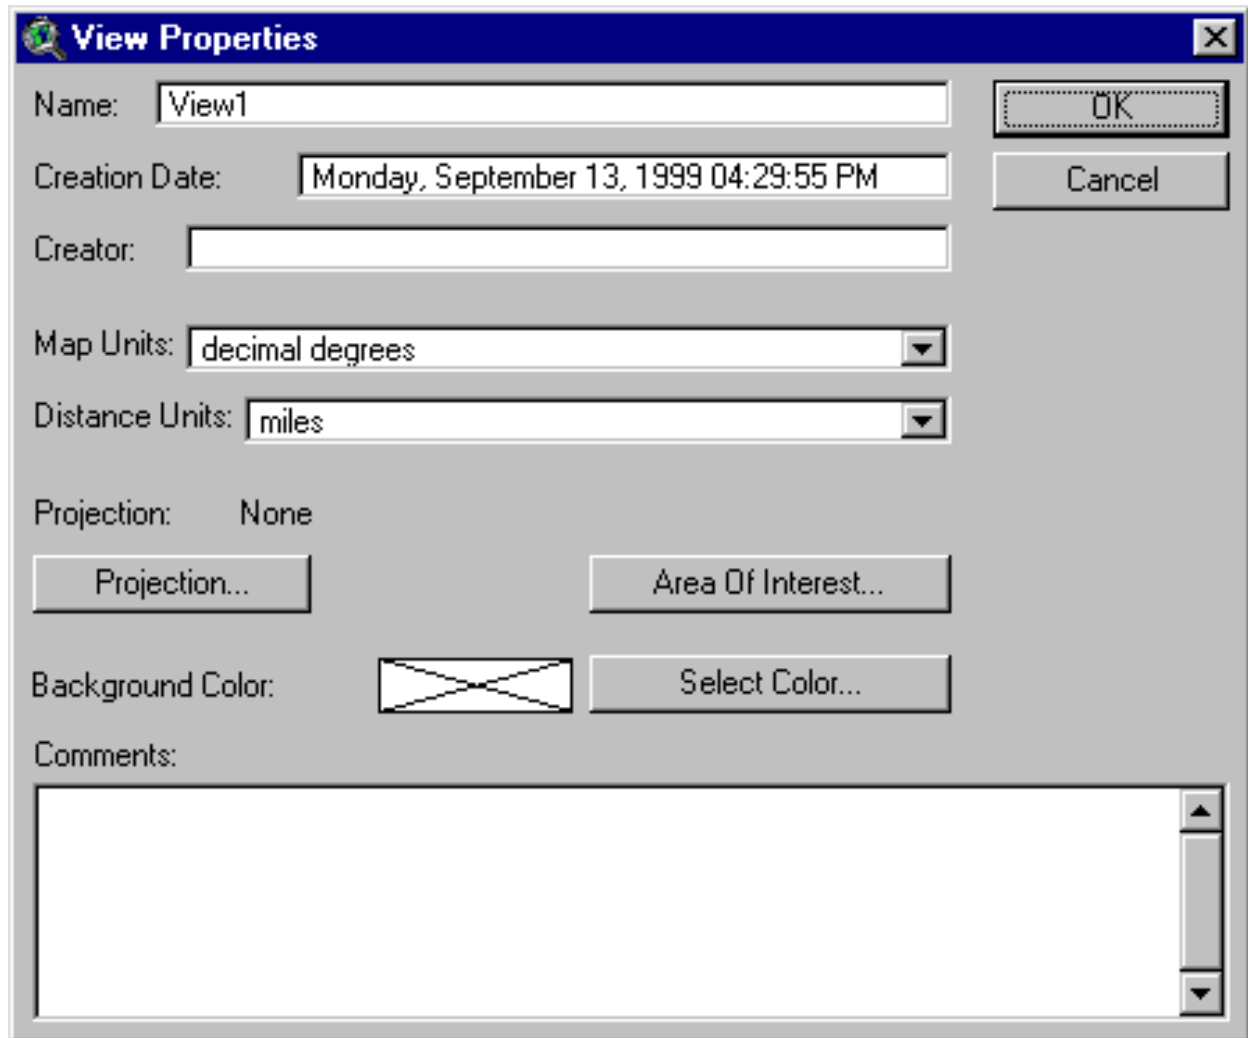 View Properties
Name: View1
OK
Creation Date: Monday, September 13, 1999 04:29:55 PM
Cancel
Creator:
Map Units: decimal degrees
Distance Units: miles
Projection: None
Projection... Area Of Interest...
Background Color: Select Color...
Comments: